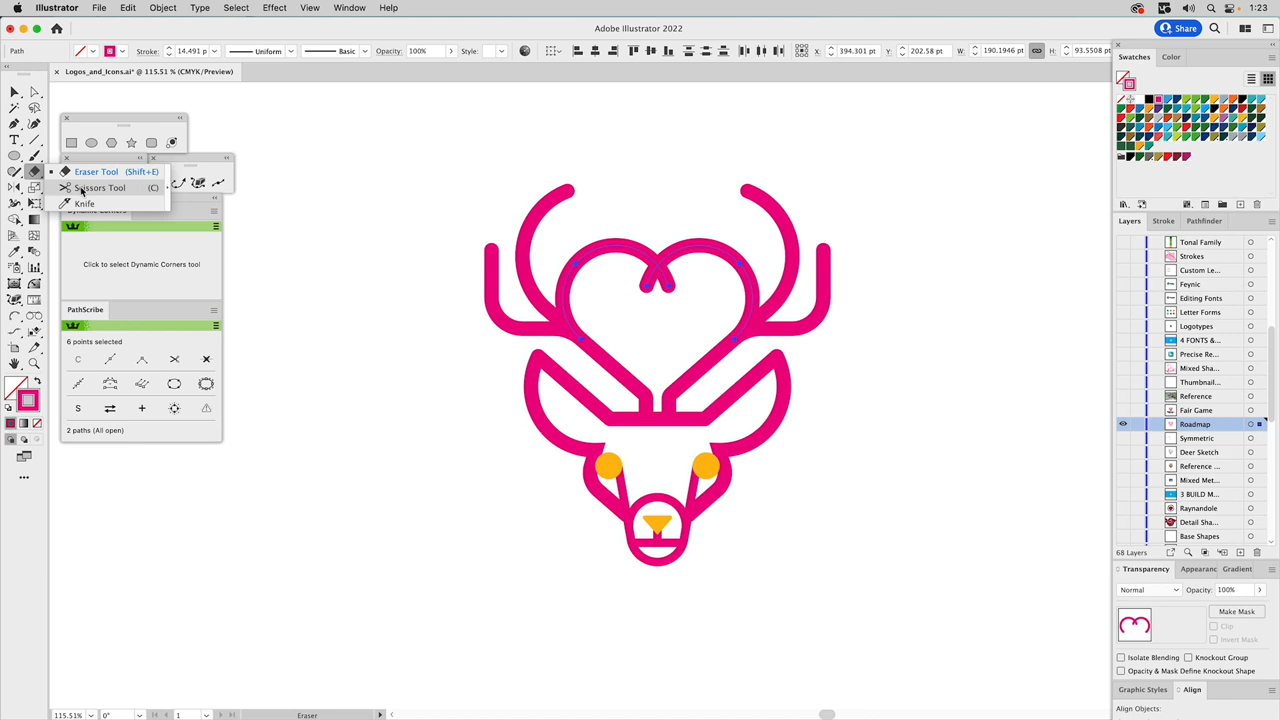 Illustrator File Edit Object Type Select Effect View Window Help 1:23
Adobe Illustrator 2022
Share
Path Stroke: 14.491 pt Uniform Basic Opacity: 100% Style: X: 394.301 pt Y: 202.58 pt W: 190.1946 pt H: 93.5508 pt
Logos_and_Icons.ai* @ 115.51 % (CMYK/Preview)
Swatches Color
Eraser Tool (Shift+E)
Scissors Tool (C)
Knife
Dynamic Corners
Click to select Dynamic Corners tool
PathScribe
6 points selected
C
S
2 paths (All open)
Layers Stroke Pathfinder
Tonal Family
Strokes
Custom Le...
Feynic
Editing Fonts
Letter Forms
Logotypes
4 FONTS &...
Precise Re...
Mixed Sha...
Thumbnail...
Reference
Fair Game
Roadmap
Symmetric
Deer Sketch
Reference ...
Mixed Met...
3 BUILD M...
Raynandole
Detail Sha...
Base Shapes
68 Layers
Transparency Appearanc Gradient
Normal Opacity: 100%
Make Mask
Clip
Invert Mask
Isolate Blending Knockout Group
Opacity & Mask Define Knockout Shape
Graphic Styles Align
Align Objects:
115.51% 0° 1 Eraser